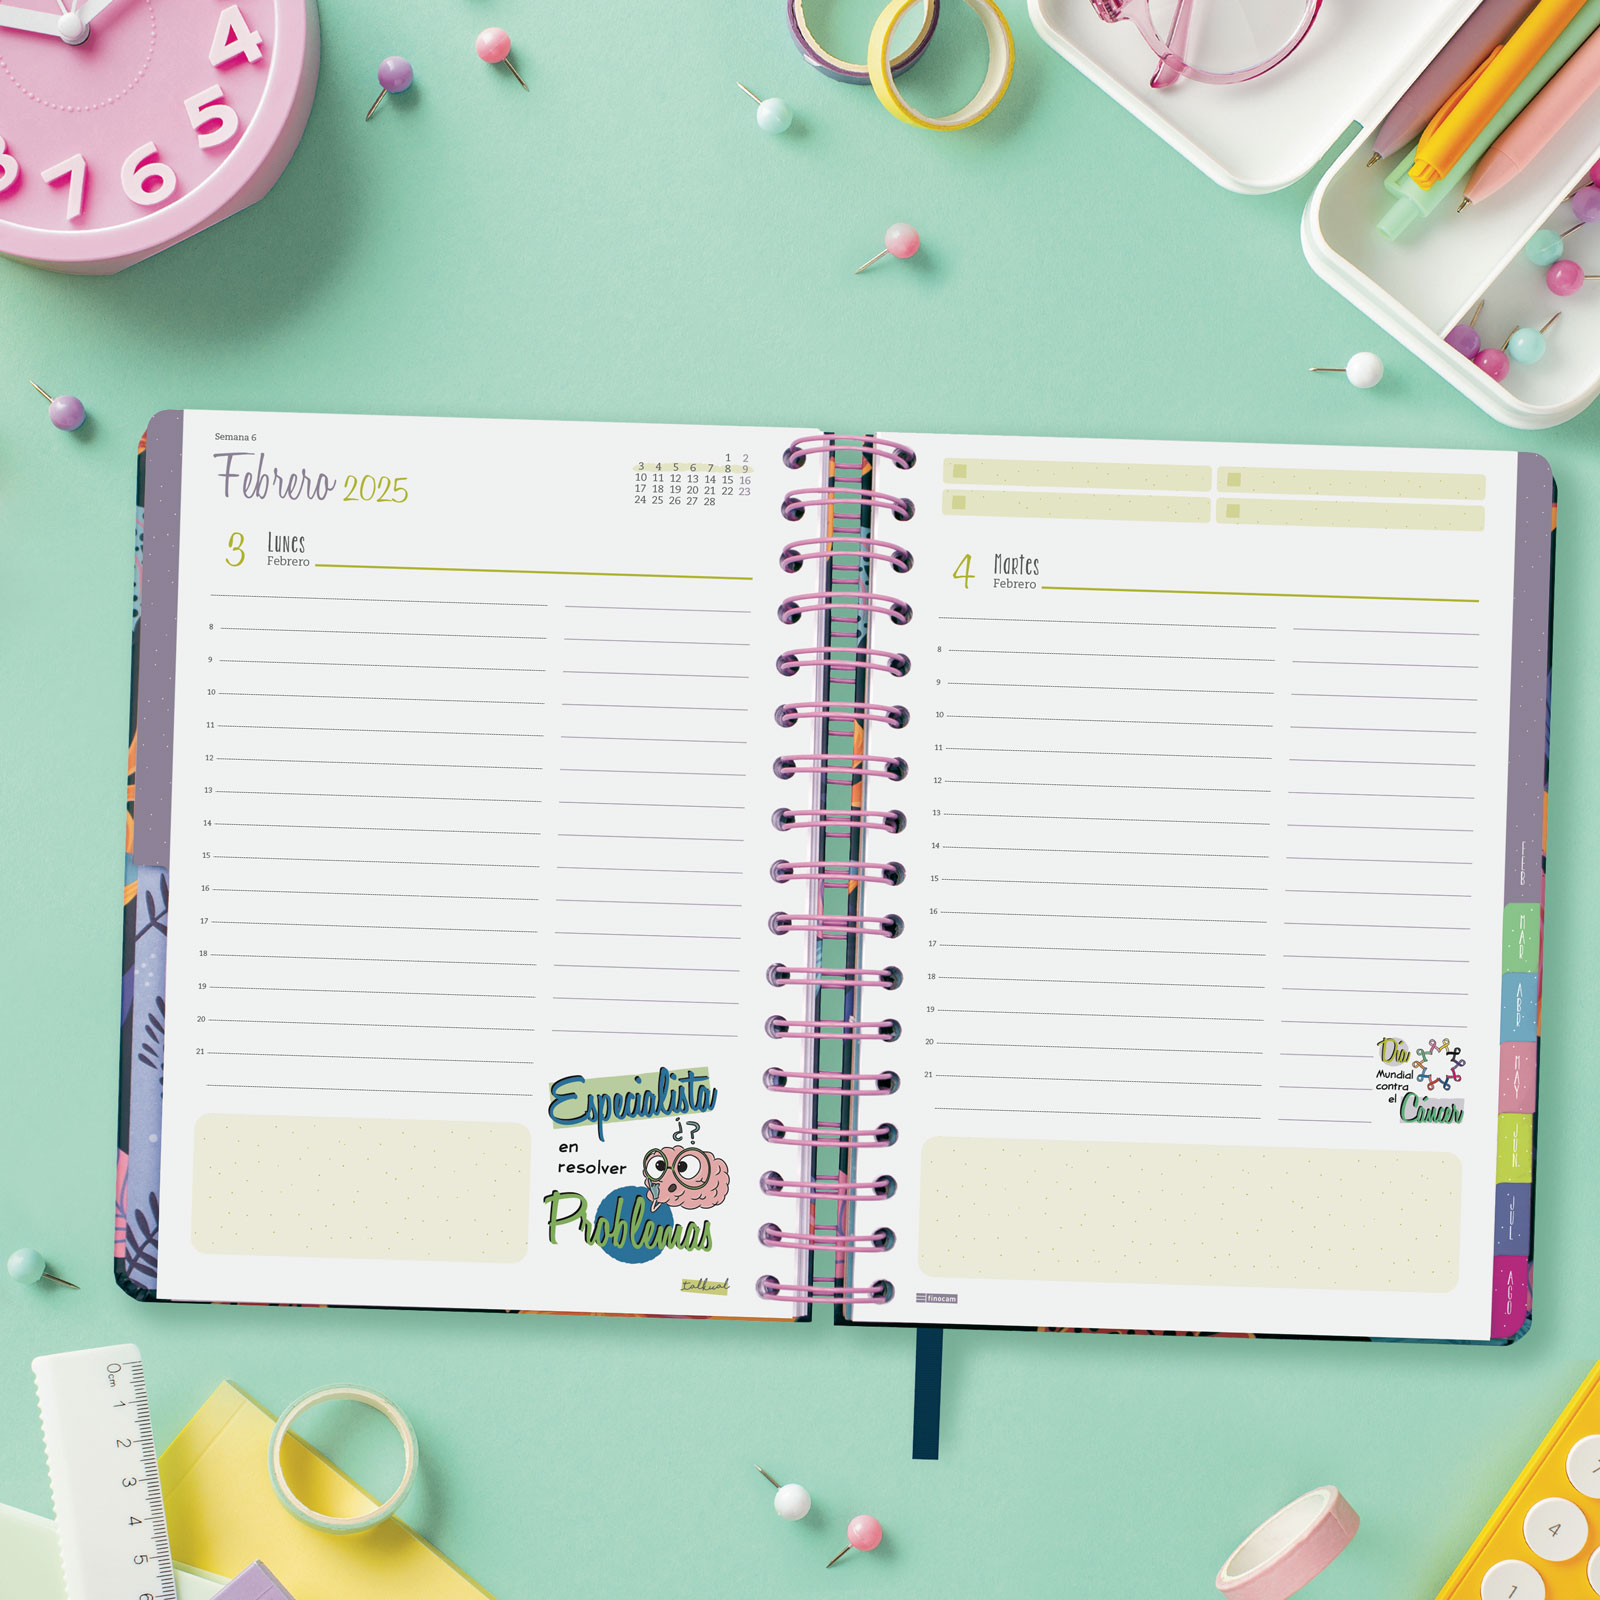 4
5
6
7
8
Semana 6
Febrero 2025
1 2
3 4 5 6 7 8 9
10 11 12 13 14 15 16
17 18 19 20 21 22 23
24 25 26 27 28
3 Lunes
Febrero
8
9
10
11
12
13
14
15
16
17
18
19
20
21
Especialista
¿?
en
resolver
Problemas
talkual
4 Martes
Febrero
8
9
10
11
12
13
14
15
16
17
18
19
20
21
Día
Mundial
contra
el
Cáncer
finocam
FEB
MAR
ABR
MAY
JUN
JUL
AGO
0cm
1
2
3
4
5
6
4
1